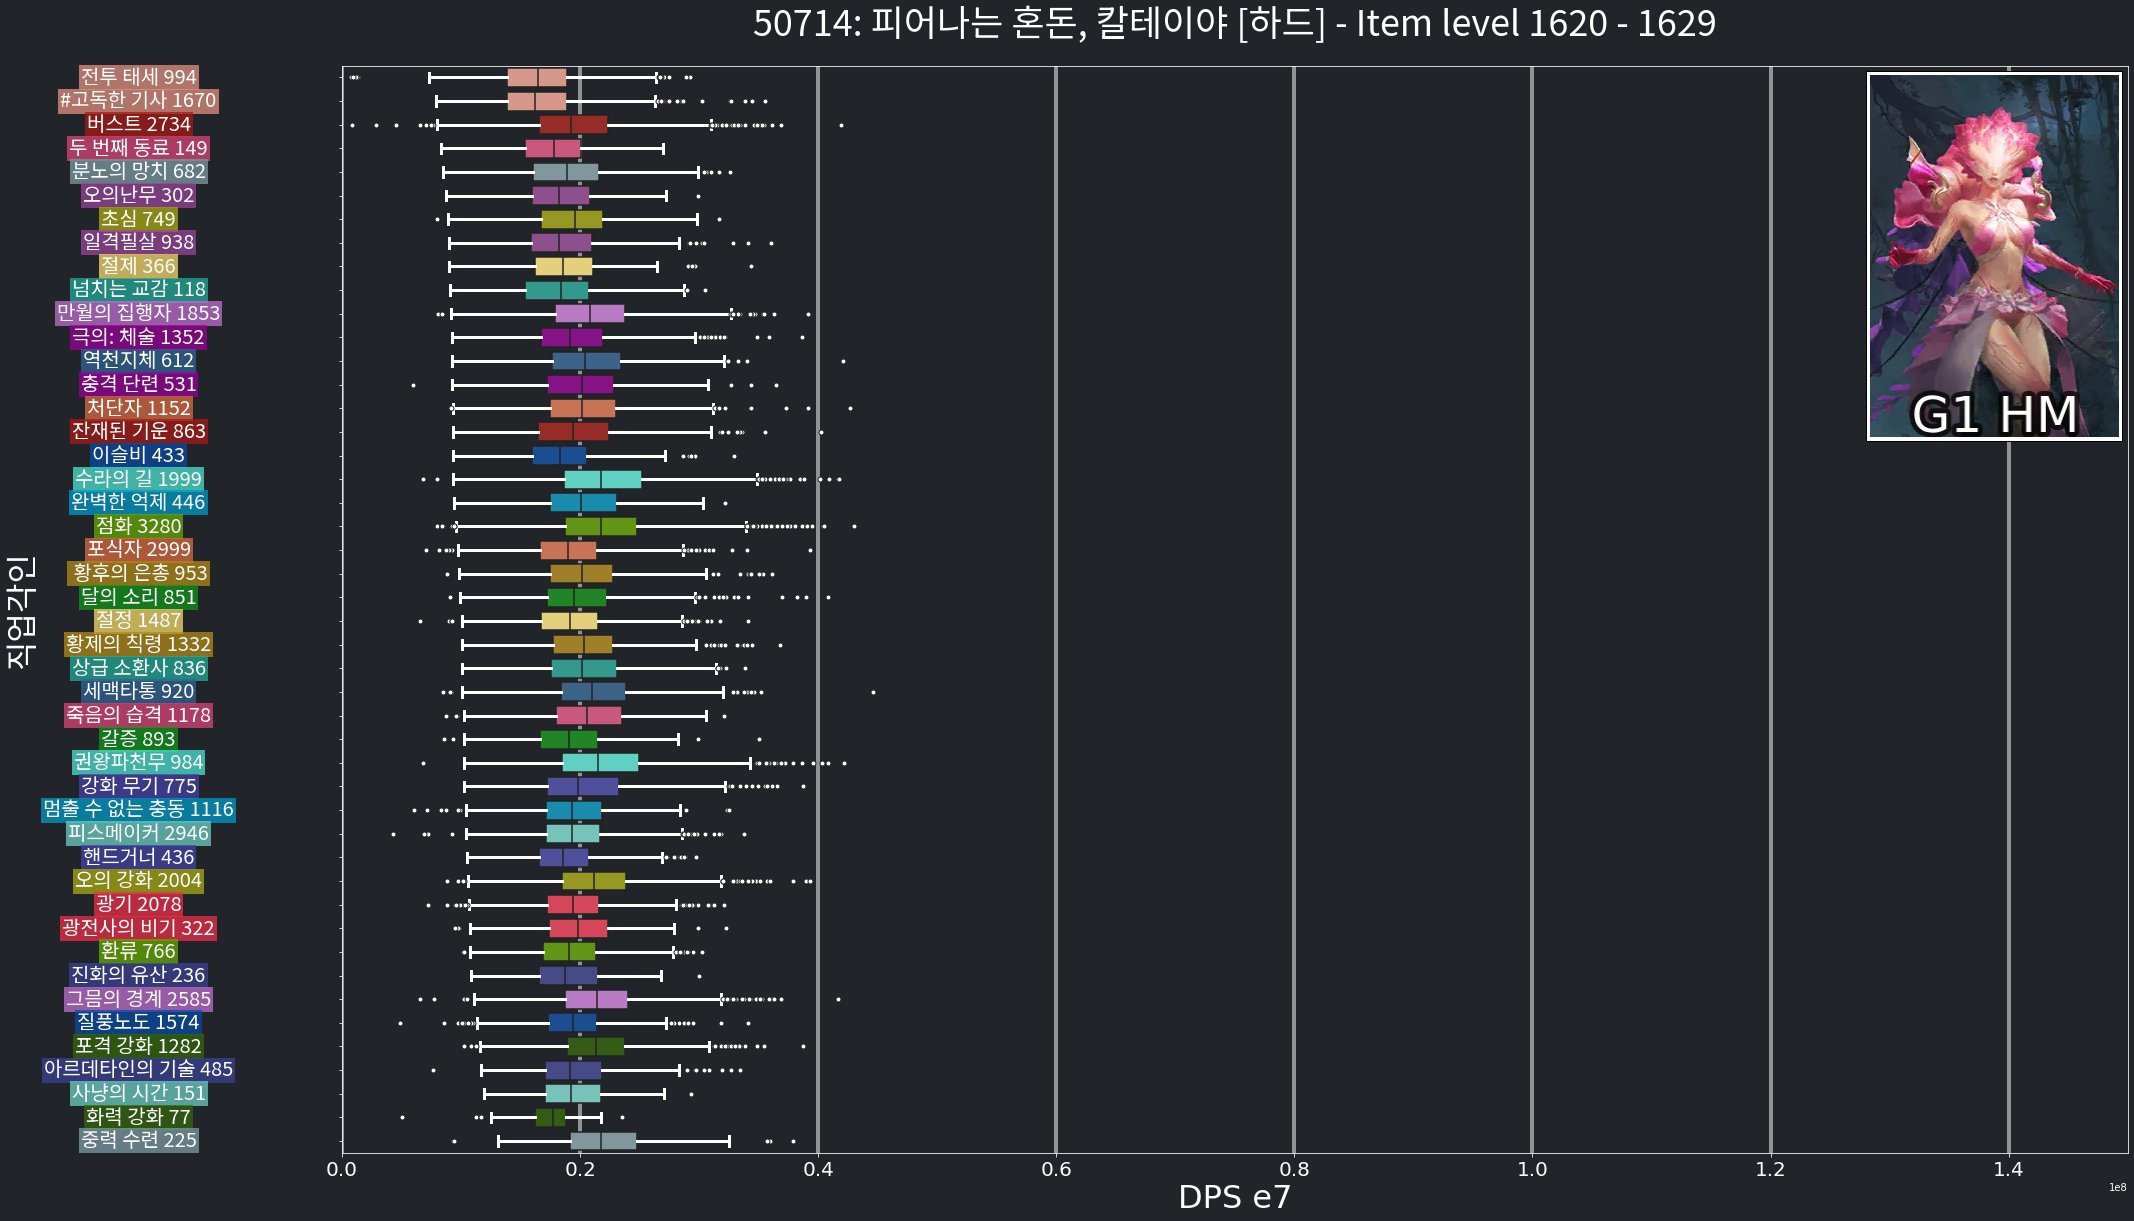 50714: 피어나는 혼돈, 칼테이야 [하드] - Item level 1620 - 1629
전투 태세 994
#고독한 기사 1670
버스트 2734
두 번째 동료 149
분노의 망치 682
오의난무 302
초심 749
일격필살 938
절제 366
넘치는 교감 118
만월의 집행자 1853
극의: 체술 1352
역천지체 612
충격 단련 531
처단자 1152
잔재된 기운 863
이슬비 433
수라의 길 1999
완벽한 억제 446
점화 3280
포식자 2999
황후의 은총 953
달의 소리 851
절정 1487
황제의 칙령 1332
상급 소환사 836
세맥타통 920
죽음의 습격 1178
갈증 893
권왕파천무 984
강화 무기 775
멈출 수 없는 충동 1116
피스메이커 2946
핸드거너 436
오의 강화 2004
광기 2078
광전사의 비기 322
환류 766
진화의 유산 236
그믐의 경계 2585
질풍노도 1574
포격 강화 1282
아르데타인의 기술 485
사냥의 시간 151
화력 강화 77
중력 수련 225
직업각인
G1 HM
0.0 0.2 0.4 0.6 0.8 1.0 1.2 1.4
1e8
DPS e7